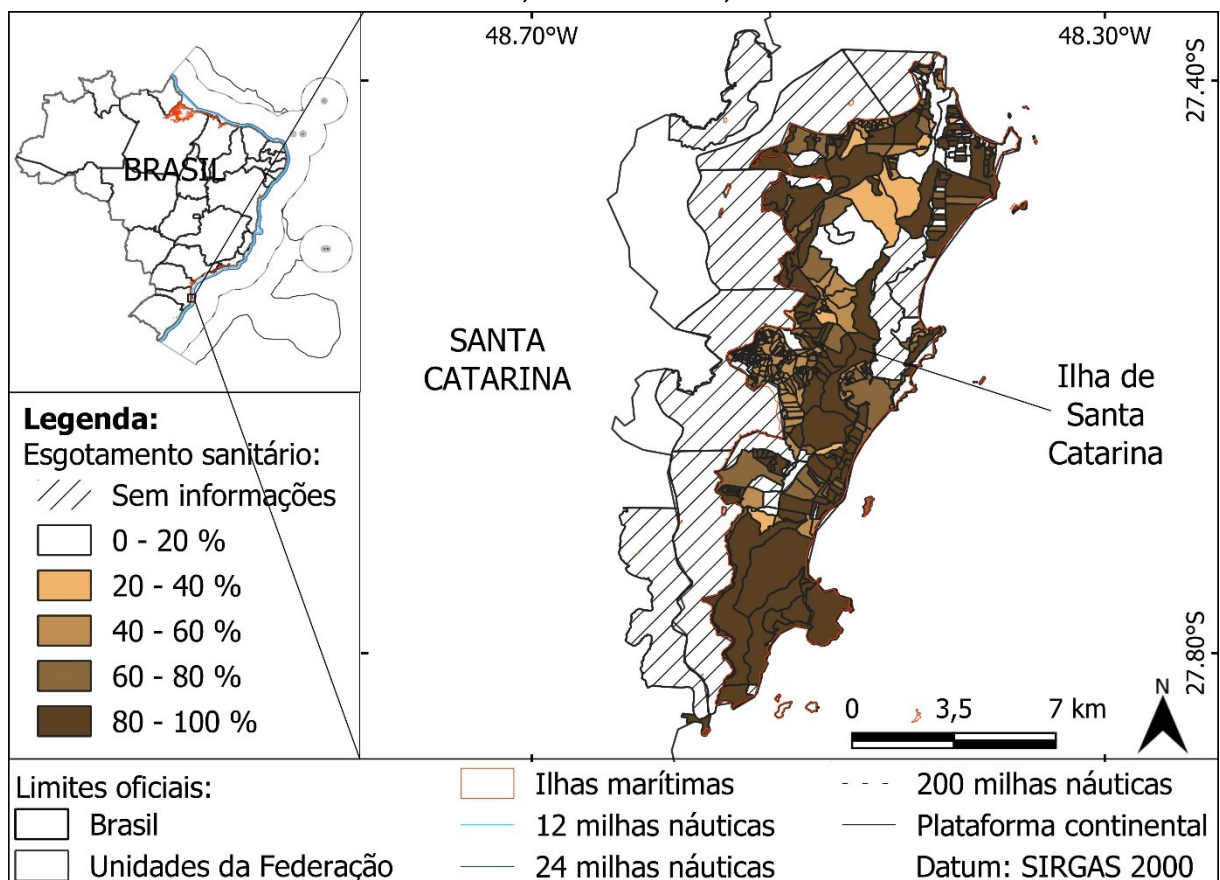 48.70°W
48.30°W
27.40°S
BRASIL
SANTA
CATARINA
Ilha de
Santa
Catarina
27.80°S
N
0 3,5 7 km
Legenda:
Esgotamento sanitário:
Sem informações
0 - 20 %
20 - 40 %
40 - 60 %
60 - 80 %
80 - 100 %
Limites oficiais:
Brasil
Unidades da Federação
Ilhas marítimas
12 milhas náuticas
24 milhas náuticas
200 milhas náuticas
Plataforma continental
Datum: SIRGAS 2000